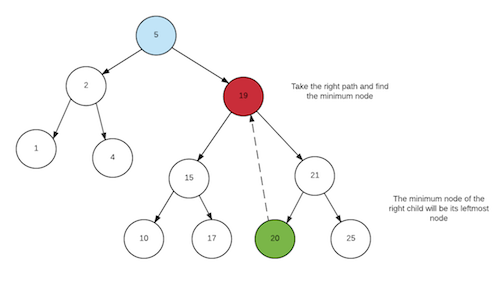 5
2
19
Take the right path and find
the minimum node
1
4
15
21
The minimum node of the
right child will be its leftmost
node
10
17
20
25